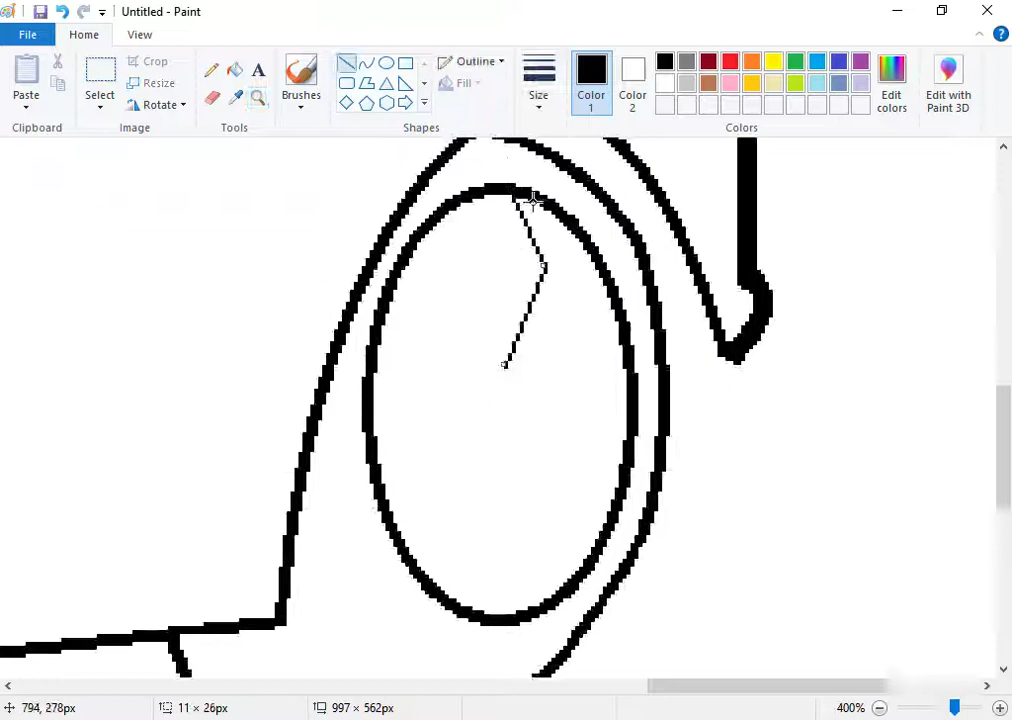 Untitled - Paint
File
Home
View
Paste
Clipboard
Select
Crop
Resize
Rotate
Image
Tools
Brushes
Outline
Fill
Shapes
Size
Color 1
Color 2
Edit colors
Edit with Paint 3D
Colors
794, 278px
11 × 26px
997 × 562px
400%